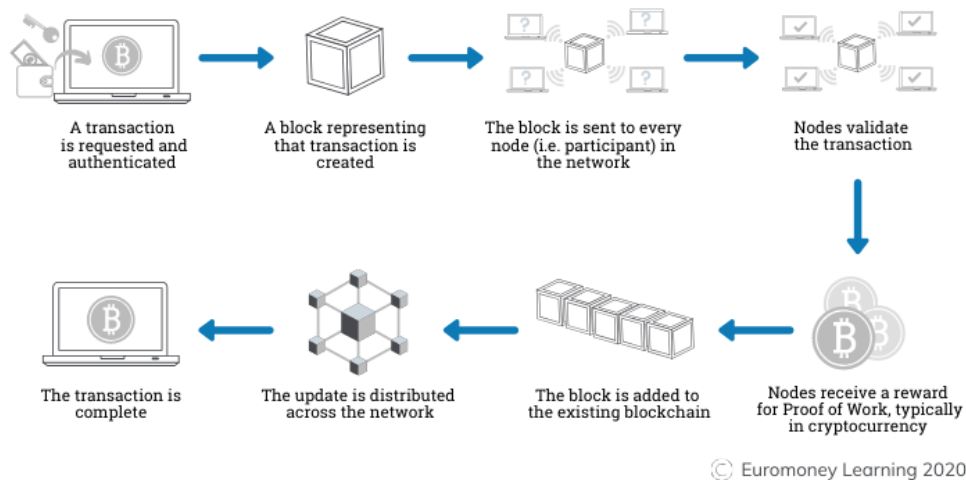 A transaction
is requested and
authenticated
A block representing
that transaction is
created
The block is sent to every
node (i.e. participant) in
the network
Nodes validate
the transaction
The transaction is
complete
The update is distributed
across the network
The block is added to
the existing blockchain
Nodes receive a reward
for Proof of Work, typically
in cryptocurrency
© Euromoney Learning 2020